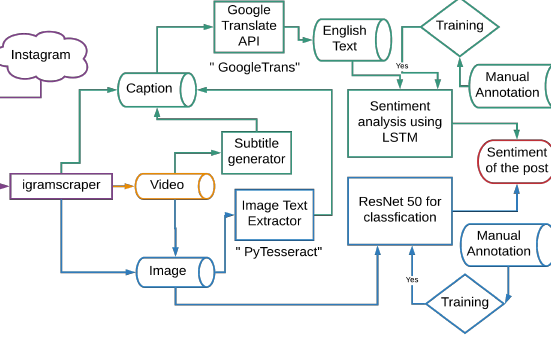 Google
Translate
API
English
Text
Training
Instagram
" GoogleTrans"
Yes
Manual
Annotation
Caption
Sentiment
analysis using
LSTM
Subtitle
generator
Sentiment
of the post
igramscraper
Video
Image Text
Extractor
ResNet 50 for
classfication
" PyTesseract"
Manual
Annotation
Image
Yes
Training